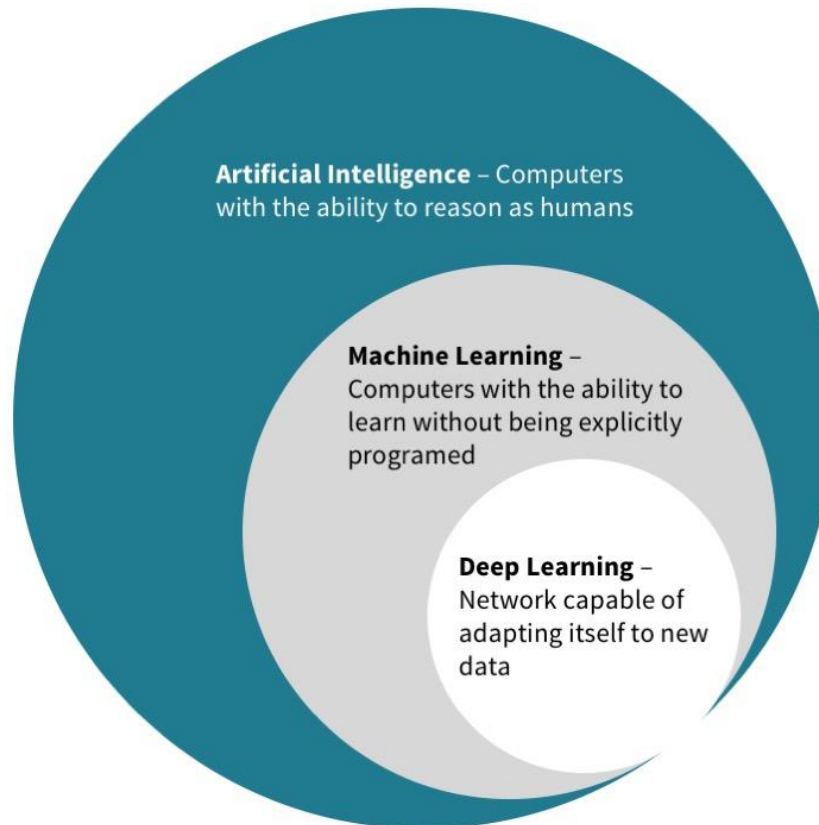 Artificial Intelligence – Computers
with the ability to reason as humans
Machine Learning –
Computers with the ability to
learn without being explicitly
programed
Deep Learning –
Network capable of
adapting itself to new
data